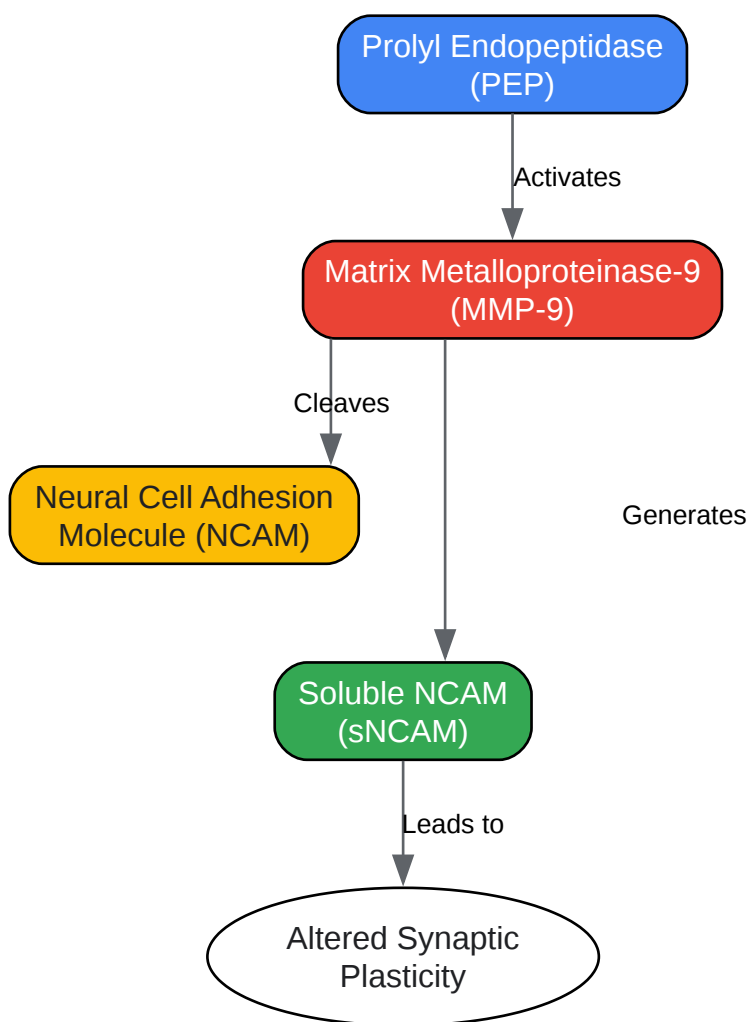 Prolyl Endopeptidase
(PEP)
Activates
Matrix Metalloproteinase-9
(MMP-9)
Cleaves
Neural Cell Adhesion
Molecule (NCAM)
Generates
Soluble NCAM
(sNCAM)
Leads to
Altered Synaptic
Plasticity